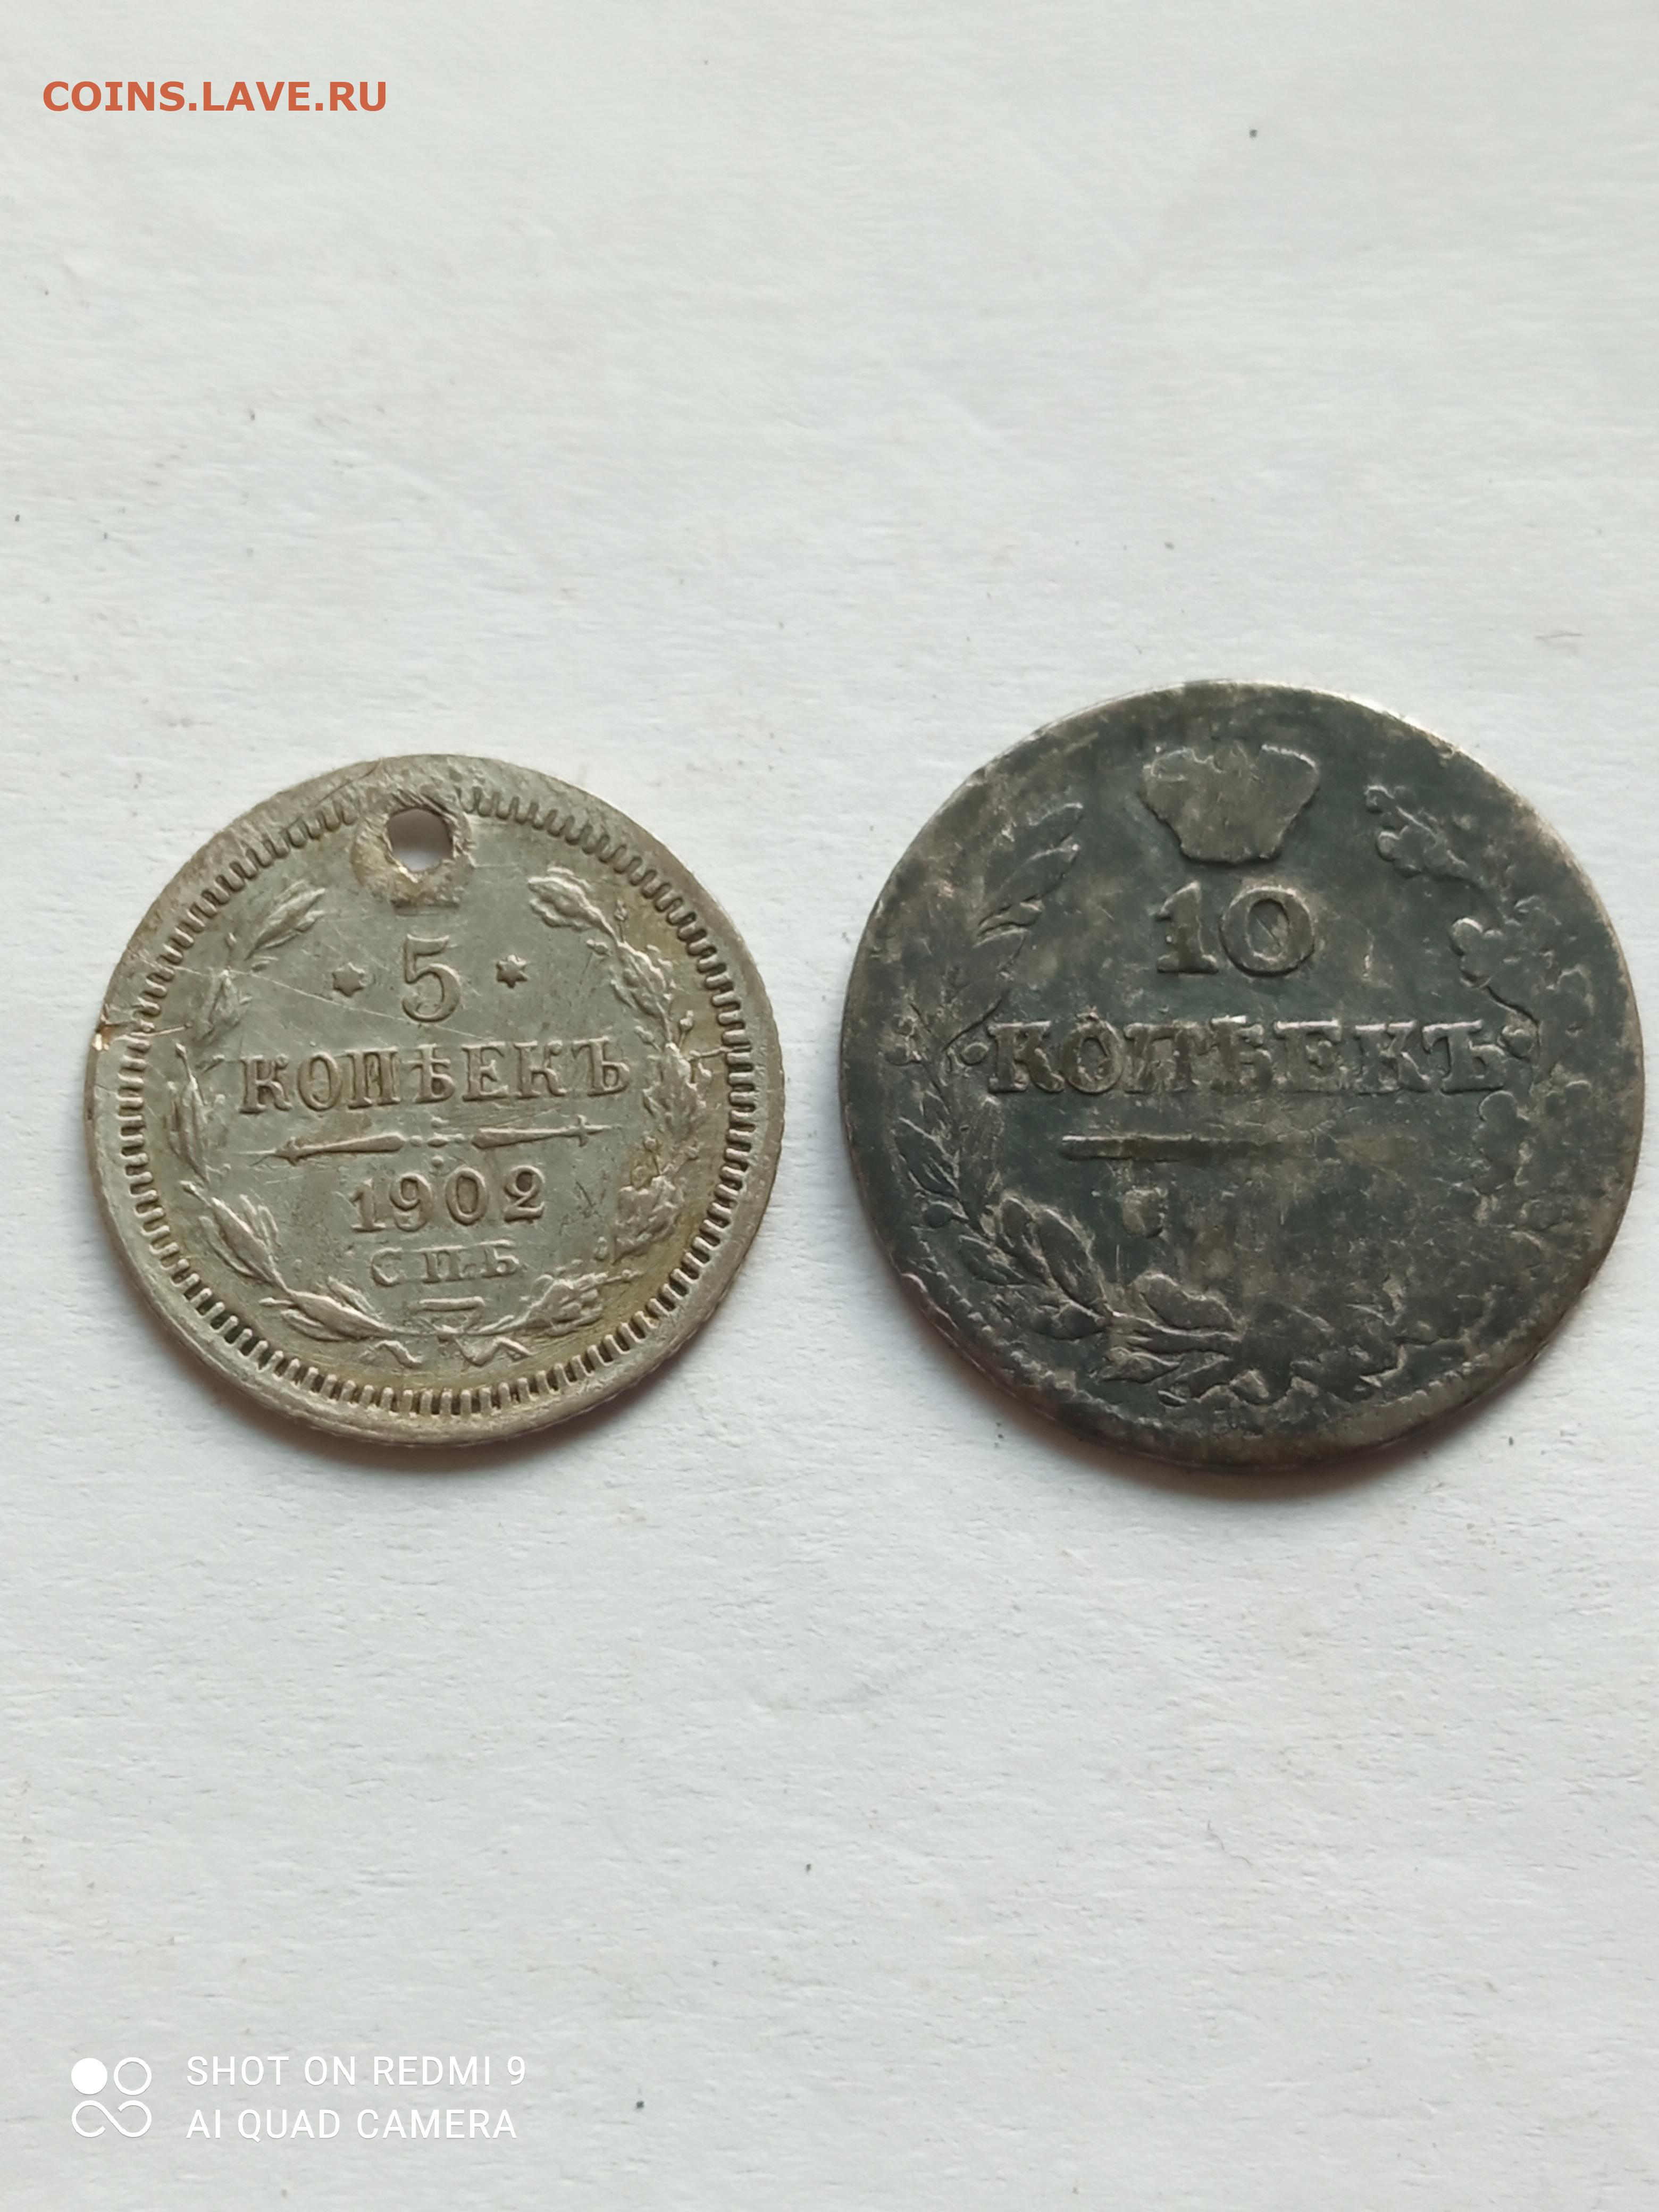 COINS.LAVE.RU
5
КОПѢЕКЪ
1902
С.П.Б.
10
КОПѢЕКЪ
SHOT ON REDMI 9
AI QUAD CAMERA